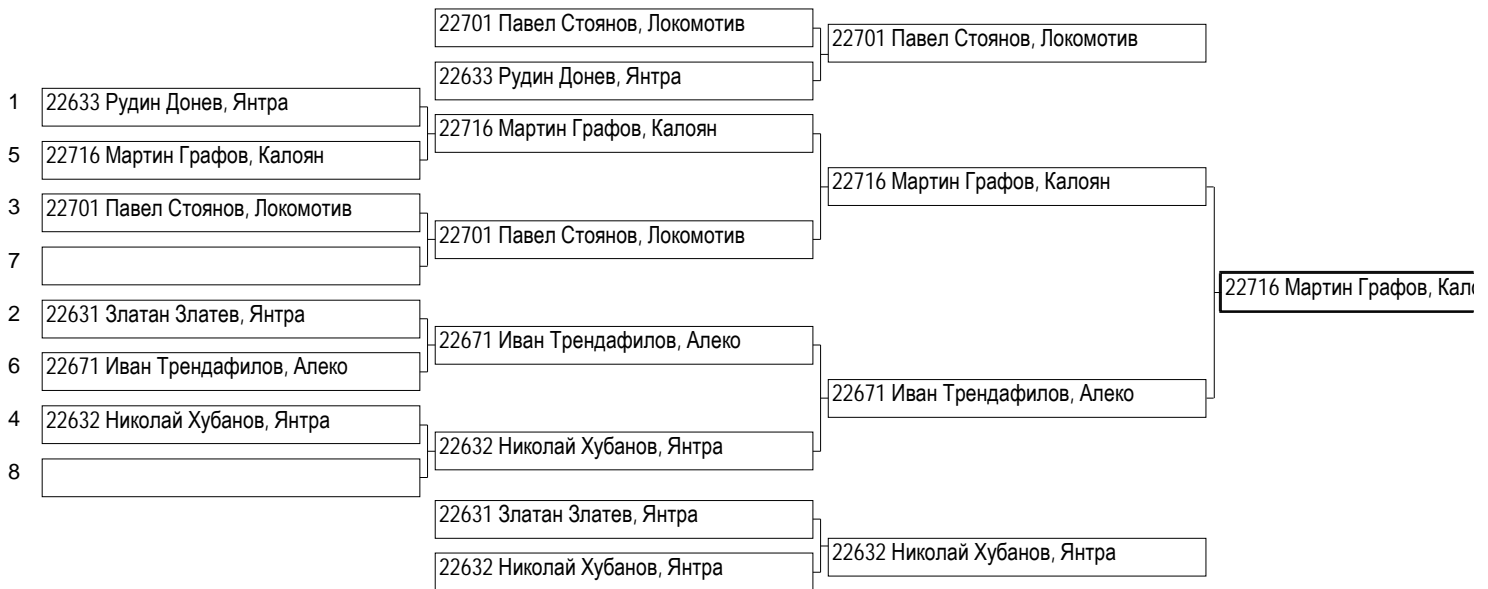 22701 Павел Стоянов, Локомотив
22701 Павел Стоянов, Локомотив
22633 Рудин Донев, Янтра
1 22633 Рудин Донев, Янтра
22716 Мартин Графов, Калоян
5 22716 Мартин Графов, Калоян
22716 Мартин Графов, Калоян
3 22701 Павел Стоянов, Локомотив
22701 Павел Стоянов, Локомотив
7
22716 Мартин Графов, Кало
2 22631 Златан Златев, Янтра
22671 Иван Трендафилов, Алеко
6 22671 Иван Трендафилов, Алеко
22671 Иван Трендафилов, Алеко
4 22632 Николай Хубанов, Янтра
22632 Николай Хубанов, Янтра
8
22631 Златан Златев, Янтра
22632 Николай Хубанов, Янтра
22632 Николай Хубанов, Янтра